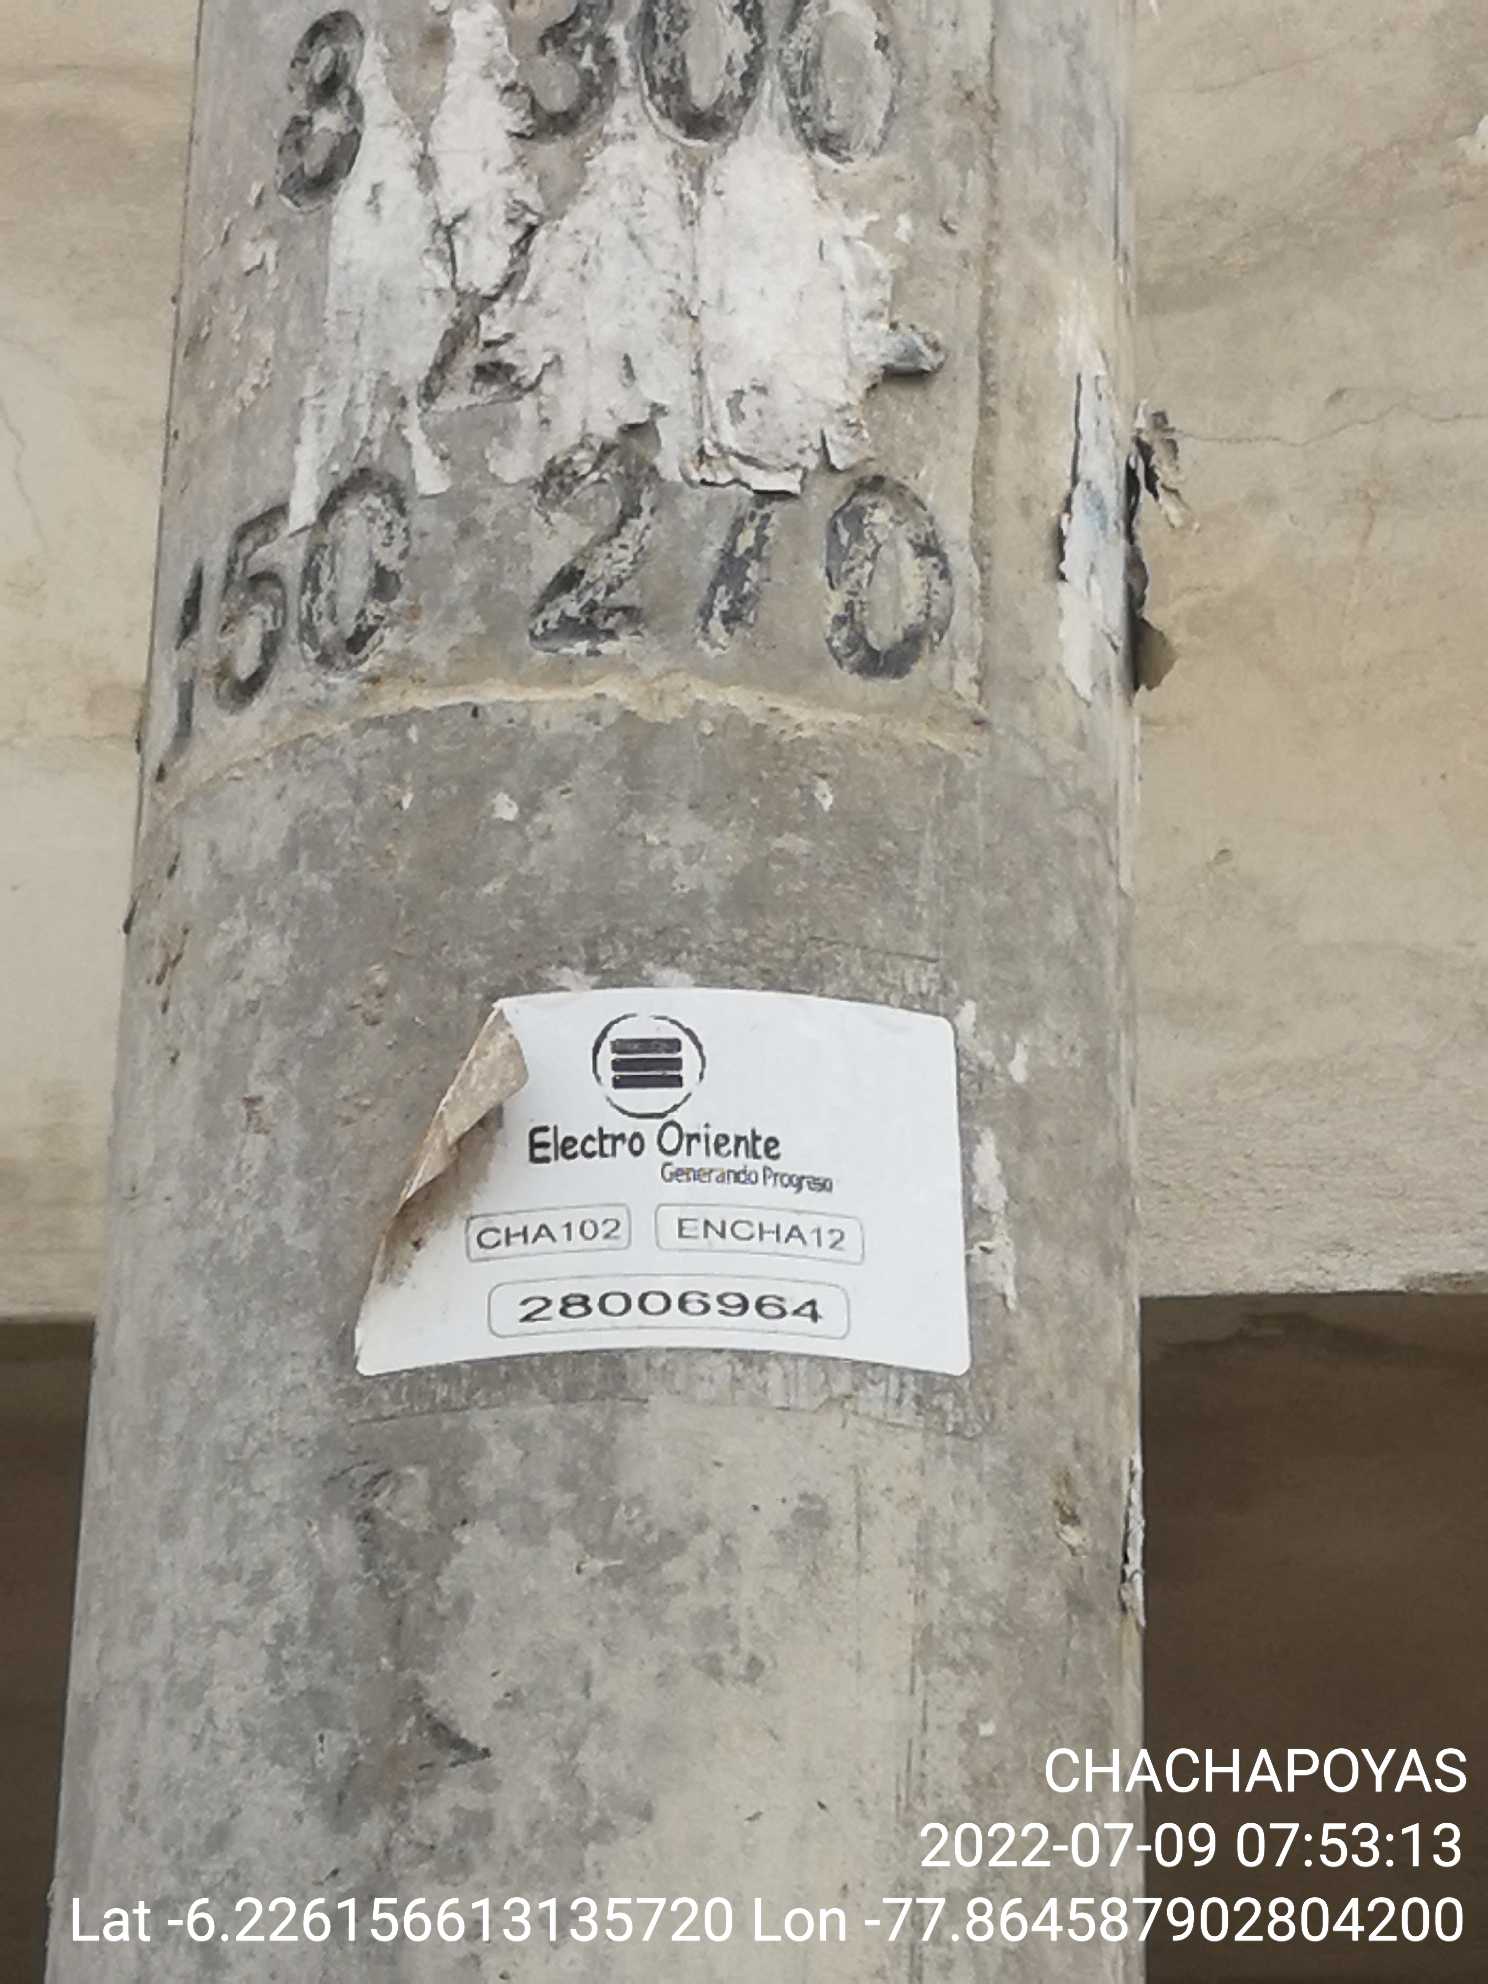 8 300
2
150 270
Electro Oriente
Generando Progreso
CHA102 ENCHA12
28006964
CHACHAPOYAS
2022-07-09 07:53:13
Lat -6.226156613135720 Lon -77.864587902804200